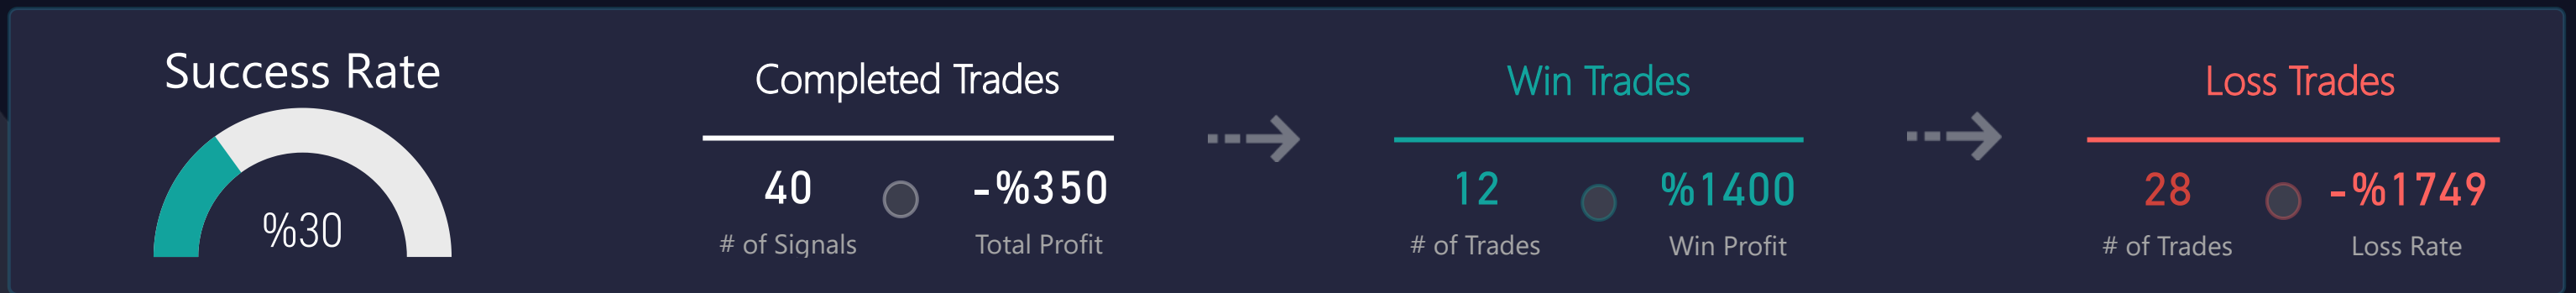 Success Rate
%30
Completed Trades
40
-%350
# of Signals
Total Profit
Win Trades
12
%1400
# of Trades
Win Profit
Loss Trades
28
-%1749
# of Trades
Loss Rate